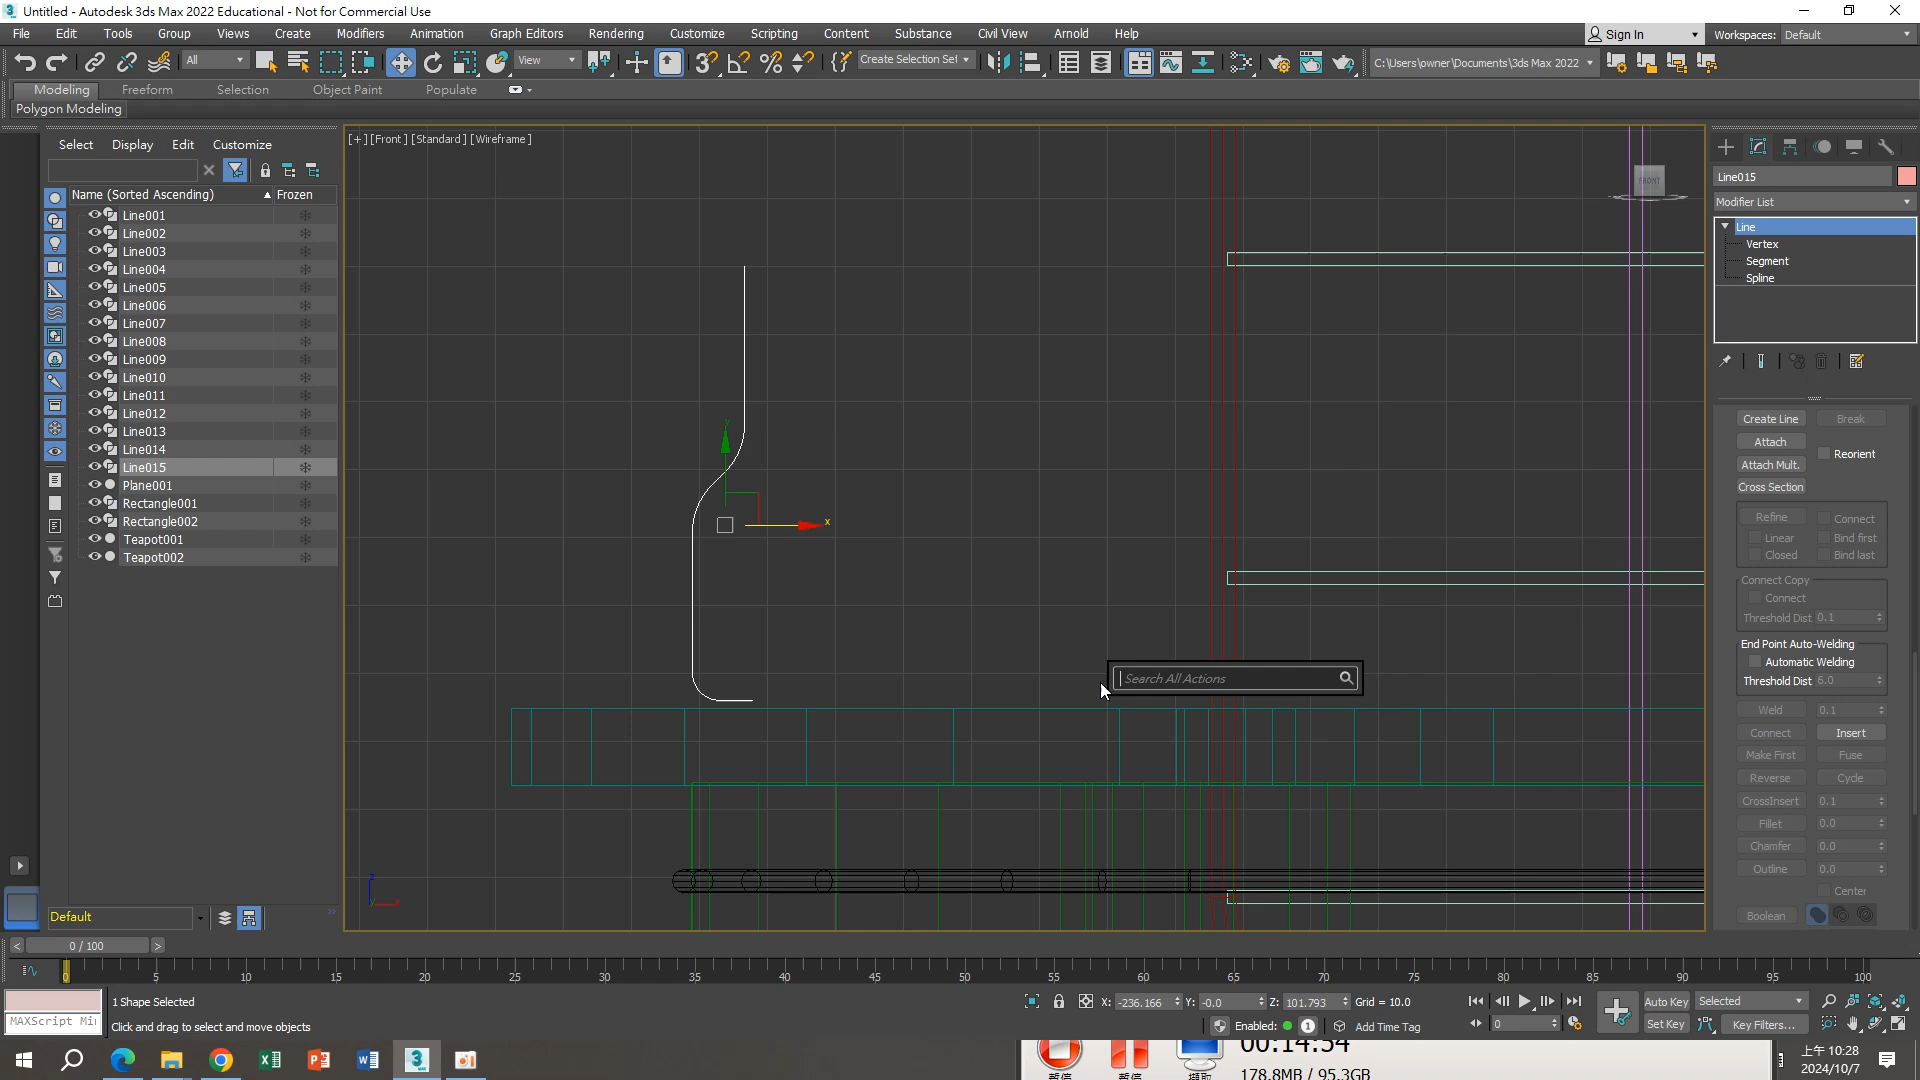 Untitled - Autodesk 3ds Max 2022 Educational - Not for Commercial Use
File Edit Tools Group Views Create Modifiers Animation Graph Editors Rendering Customize Scripting Content Substance Civil View Arnold Help
Sign In Workspaces: Default
All View Create Selection Set C:\Users\owner\Documents\3ds Max 2022
Modeling Freeform Selection Object Paint Populate
Polygon Modeling
Select Display Edit Customize
[+] [Front] [Standard] [Wireframe]
FRONT
Name (Sorted Ascending) Frozen
Line001
Line002
Line003
Line004
Line005
Line006
Line007
Line008
Line009
Line010
Line011
Line012
Line013
Line014
Line015
Plane001
Rectangle001
Rectangle002
Teapot001
Teapot002
x
Search All Actions
Line015
Modifier List
Line
Vertex
Segment
Spline
Create Line Break
Attach
Reorient
Attach Mult.
Cross Section
Refine Connect
Linear Bind first
Closed Bind last
Connect Copy
Connect
Threshold Dist 0.1
End Point Auto-Welding
Automatic Welding
Threshold Dist 6.0
Weld 0.1
Connect Insert
Make First Fuse
Reverse Cycle
CrossInsert 0.1
Fillet 0.0
Chamfer 0.0
Outline 0.0
Center
Boolean
Default
0 / 100
0 5 10 15 20 25 30 35 40 45 50 55 60 65 70 75 80 85 90 95 100
1 Shape Selected
X: -236.166 Y: -0.0 Z: 101.793 Grid = 10.0
Auto Key Selected
MAXScript Mi
Click and drag to select and move objects
Enabled: 1 Add Time Tag
0
Set Key Key Filters...
00:14:54
暫停 擷取
178.8MB / 95.3GB
上午 10:28
2024/10/7